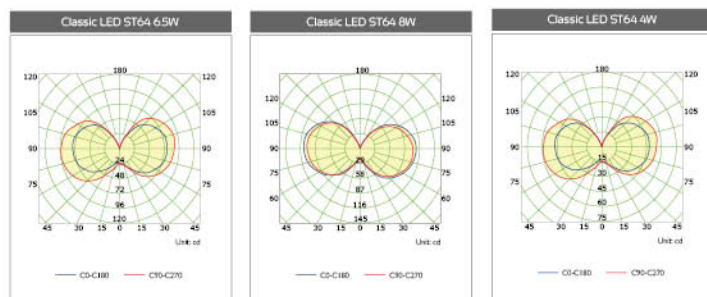 Classic LED ST64 6.5W
180
120 120
105 105
90 90
75 75
24
48
72
96
120
45 30 15 0 15 30 45
Unit: cd
C0-C180 C90-C270
Classic LED ST64 8W
180
120 120
105 105
90 90
75 75
60 60
29
58
87
116
145
45 30 15 0 15 30 45
Unit: cd
C0-C180 C90-C270
Classic LED ST64 4W
180
120 120
105 105
90 90
75 75
15
30
45
60
75
45 30 15 0 15 30 45
Unit: cd
C0-C180 C90-C270